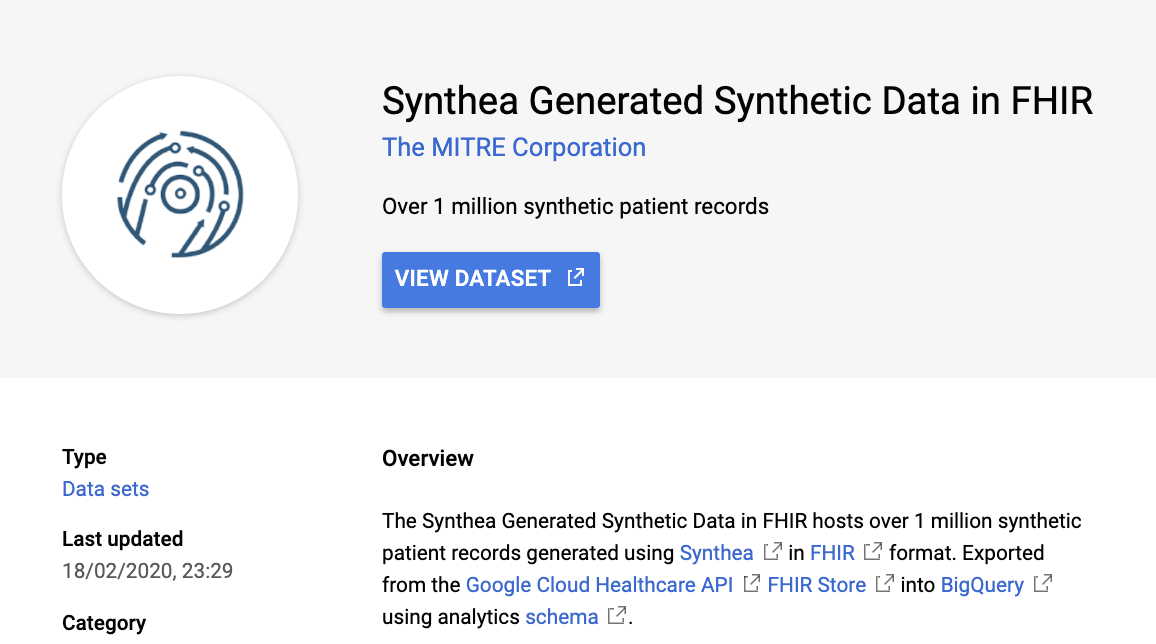 Synthea Generated Synthetic Data in FHIR
The MITRE Corporation
Over 1 million synthetic patient records
VIEW DATASET
Type
Data sets
Last updated
18/02/2020, 23:29
Category
Overview
The Synthea Generated Synthetic Data in FHIR hosts over 1 million synthetic
patient records generated using Synthea in FHIR format. Exported
from the Google Cloud Healthcare API FHIR Store into BigQuery
using analytics schema .